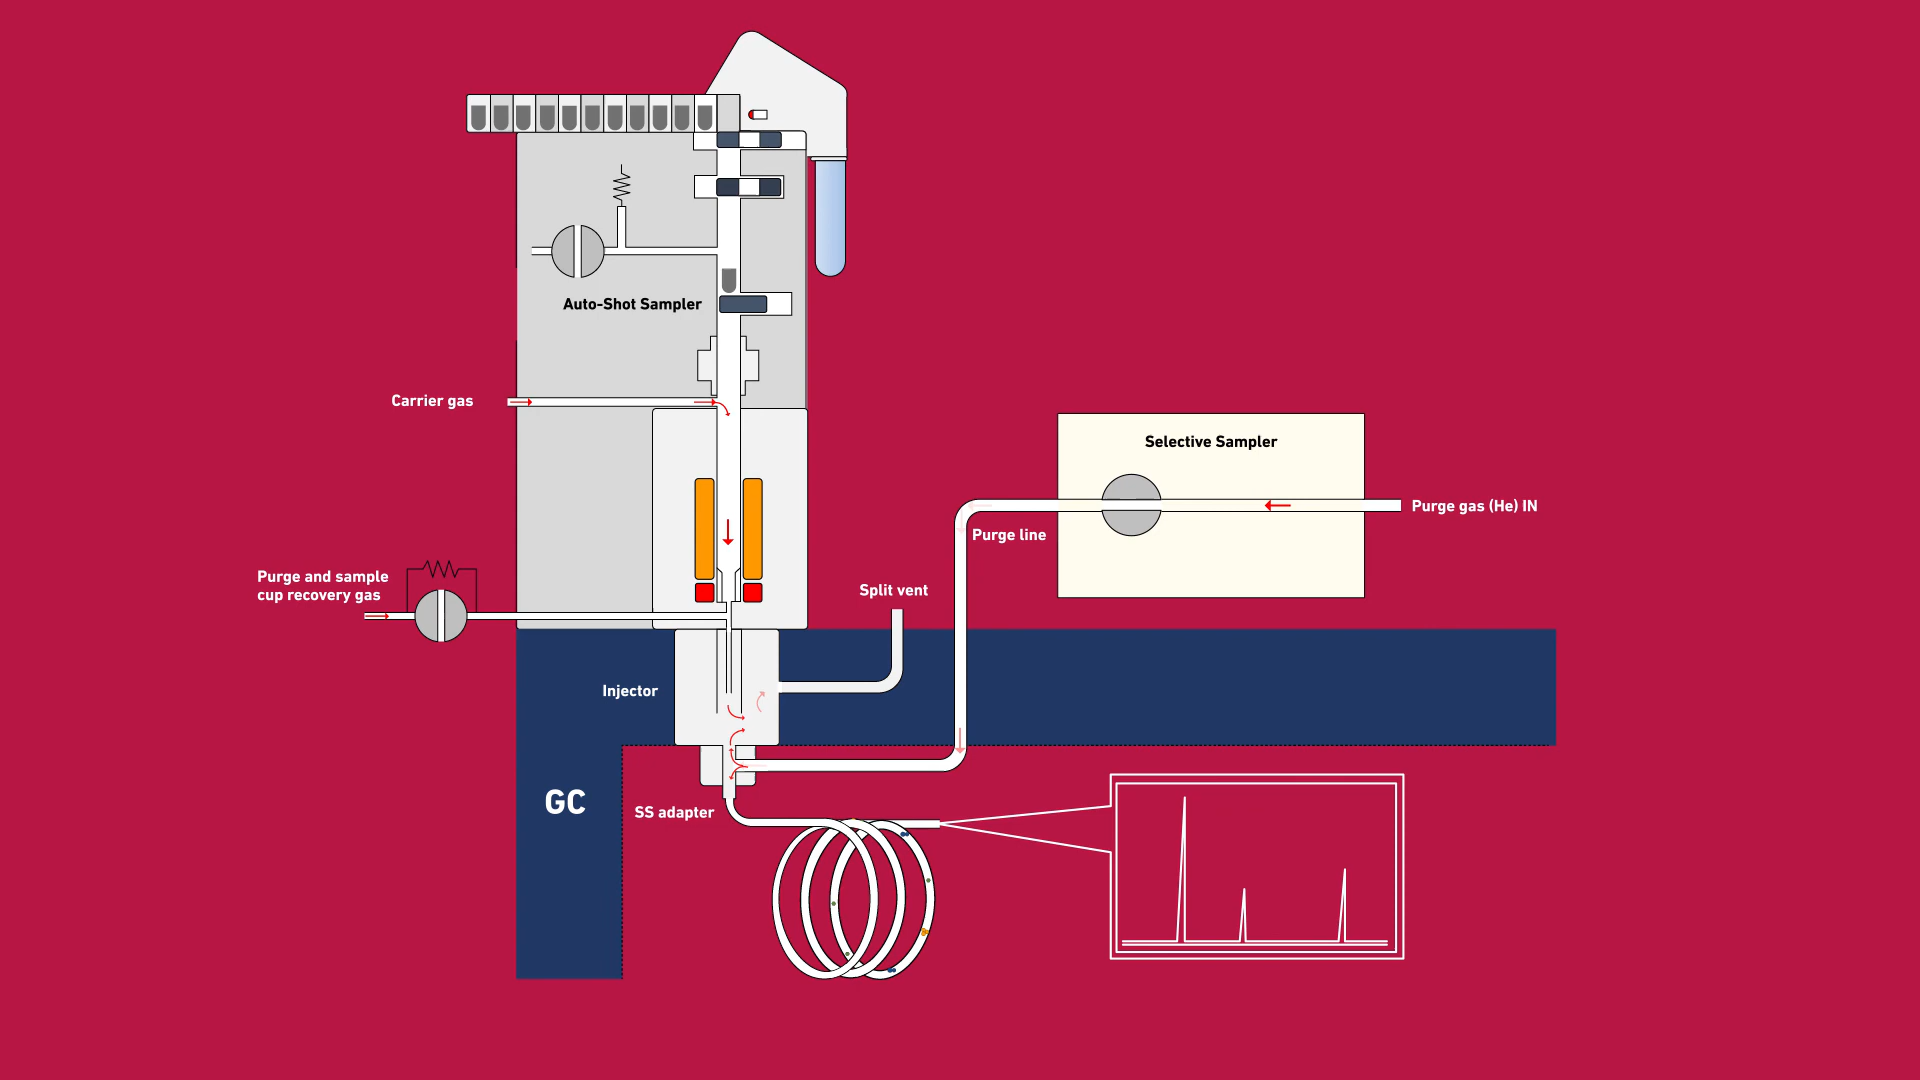 Auto-Shot Sampler
Carrier gas
Selective Sampler
Purge gas (He) IN
Purge line
Purge and sample
cup recovery gas
Split vent
Injector
GC
SS adapter